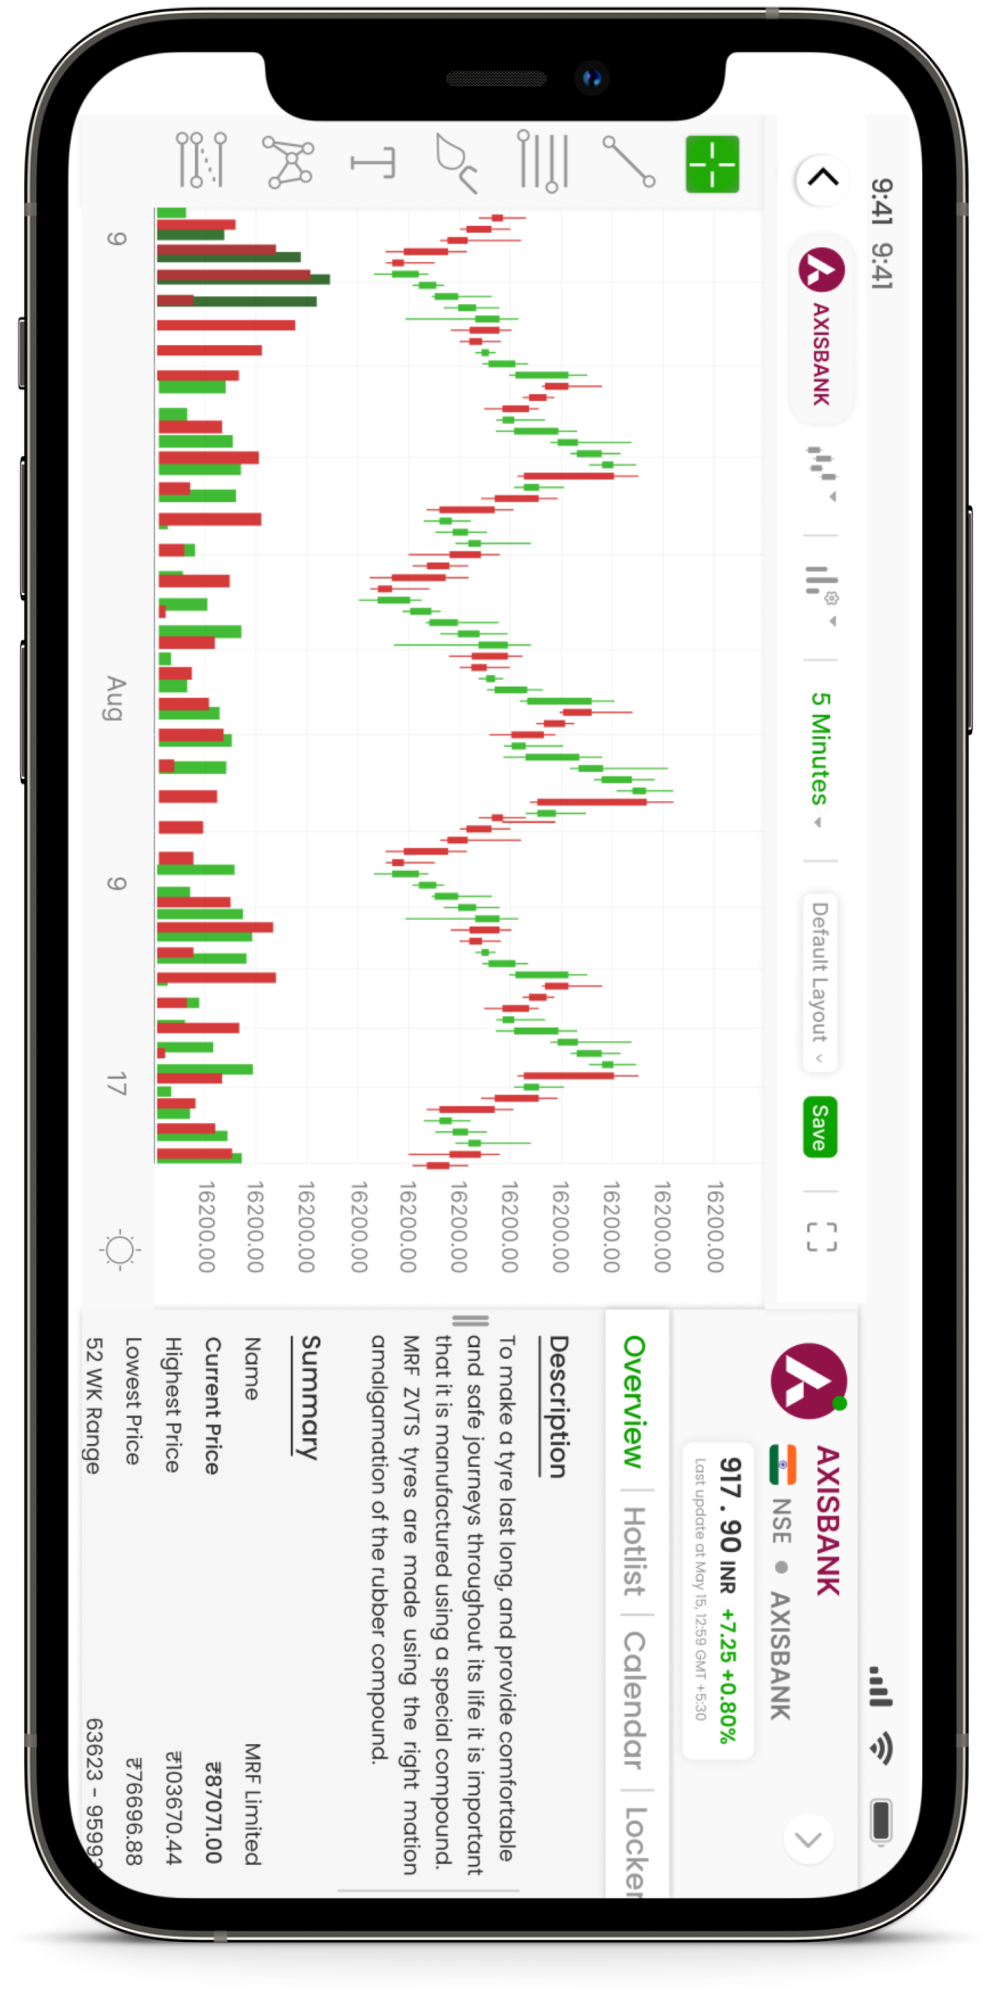 9:41 9:41
AXISBANK
5 Minutes
Default Layout
Save
16200.00
16200.00
16200.00
16200.00
16200.00
16200.00
16200.00
16200.00
16200.00
16200.00
16200.00
9
Aug
9
17
AXISBANK
NSE ● AXISBANK
917 . 90 INR +7.25 +0.80%
Last update at May 15, 12:59 GMT +5:30
Overview | Hotlist | Calendar | Locker
Description
To make a tyre last long, and provide comfortable
and safe journeys throughout its life it is important
that it is manufactured using a special compound.
MRF ZVTS tyres are made using the right mation
amalgamation of the rubber compound.
Summary
Name MRF Limited
Current Price ₹87071.00
Highest Price ₹103670.44
Lowest Price ₹76696.88
52 WK Range 63623 - 95993